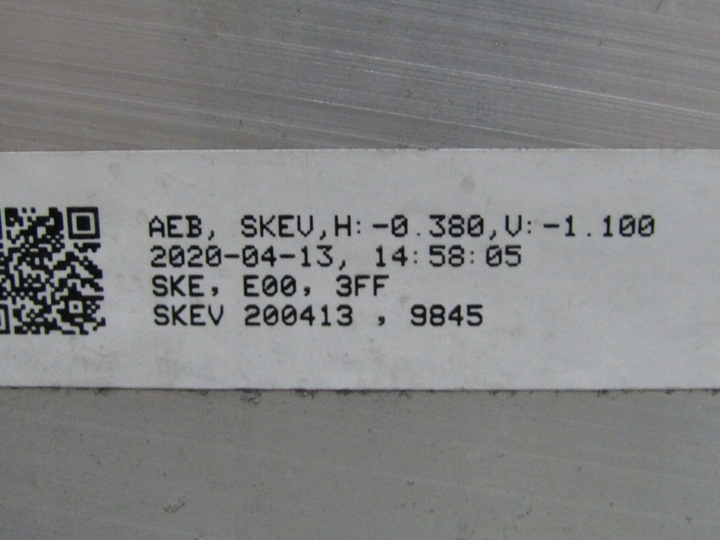 AEB, SKEV,H:-0.380,V:-1.100
2020-04-13, 14:58:05
SKE, E00, 3FF
SKEV 200413 , 9845